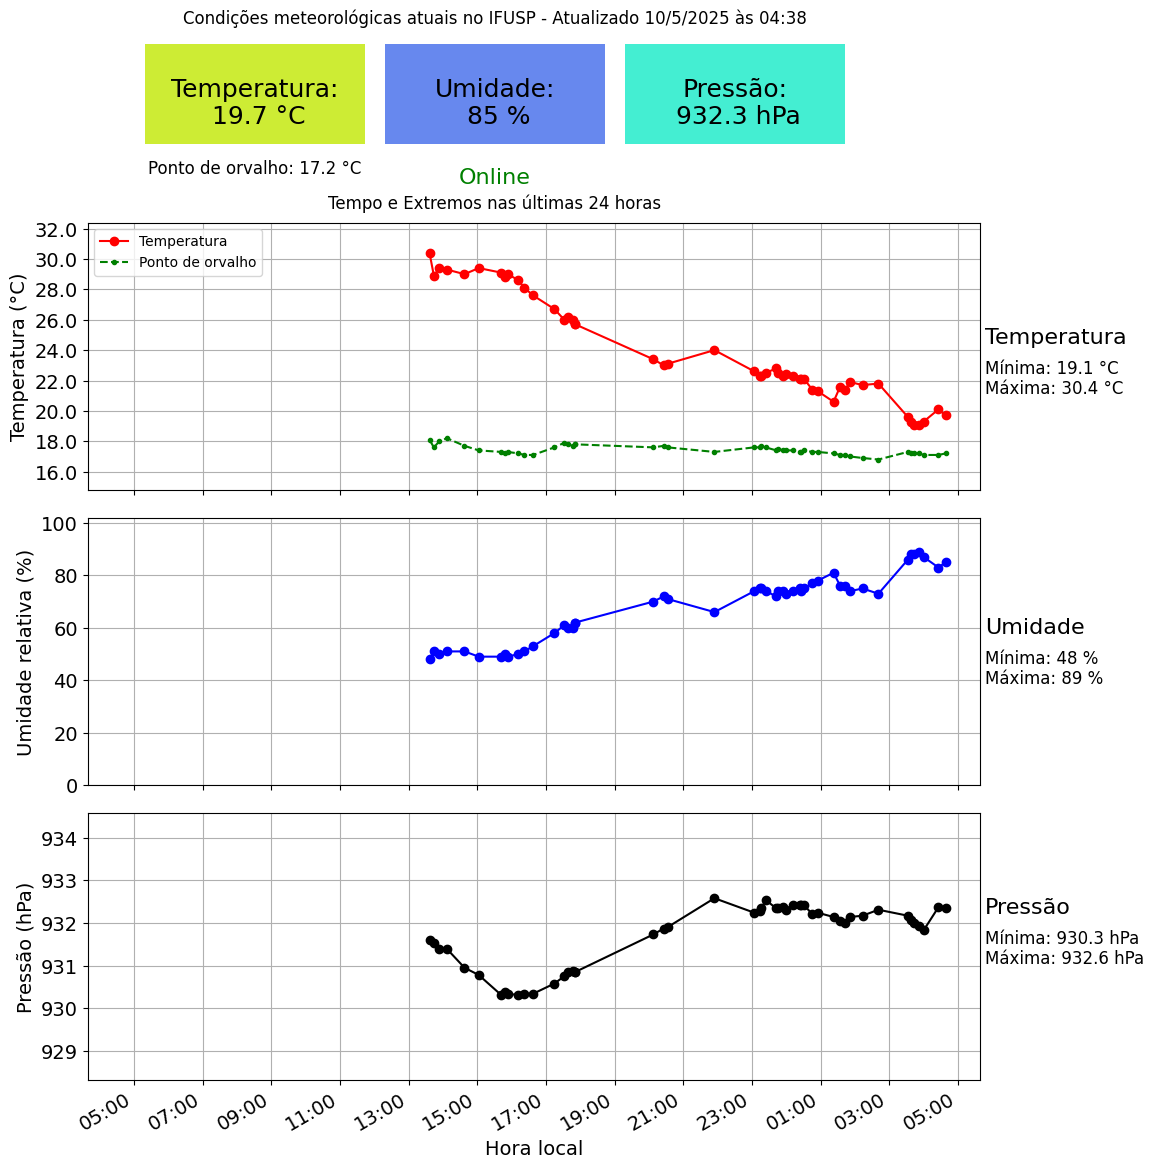 Condições meteorológicas atuais no IFUSP - Atualizado 10/5/2025 às 04:38
Temperatura:
19.7 °C
Umidade:
85 %
Pressão:
932.3 hPa
Ponto de orvalho: 17.2 °C
Online
Tempo e Extremos nas últimas 24 horas
Temperatura
Ponto de orvalho
Temperatura (°C)
32.0
30.0
28.0
26.0
24.0
22.0
20.0
18.0
16.0
Temperatura
Mínima: 19.1 °C
Máxima: 30.4 °C
Umidade relativa (%)
100
80
60
40
20
0
Umidade
Mínima: 48 %
Máxima: 89 %
Pressão (hPa)
934
933
932
931
930
929
Pressão
Mínima: 930.3 hPa
Máxima: 932.6 hPa
05:00 07:00 09:00 11:00 13:00 15:00 17:00 19:00 21:00 23:00 01:00 03:00 05:00
Hora local